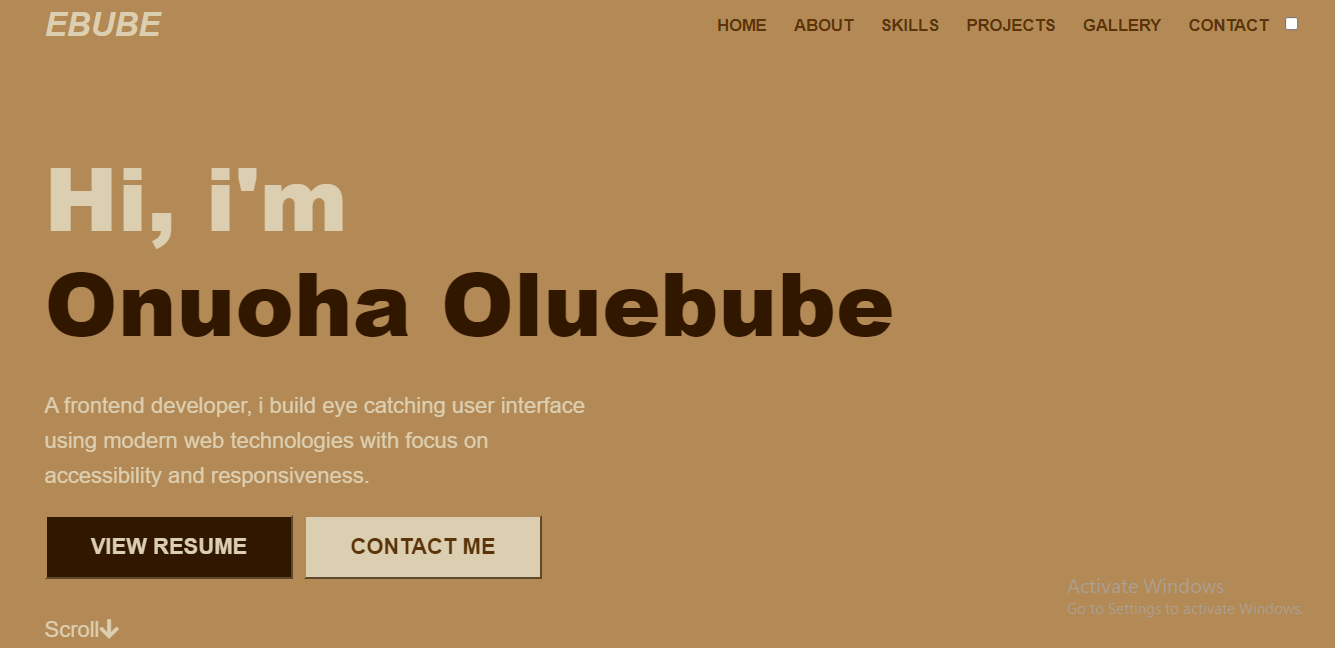 EBUBE
HOME ABOUT SKILLS PROJECTS GALLERY CONTACT
Hi, i'm
Onuoha Oluebube
A frontend developer, i build eye catching user interface
using modern web technologies with focus on
accessibility and responsiveness.
VIEW RESUME CONTACT ME
Activate Windows
Go to Settings to activate Windows.
Scroll